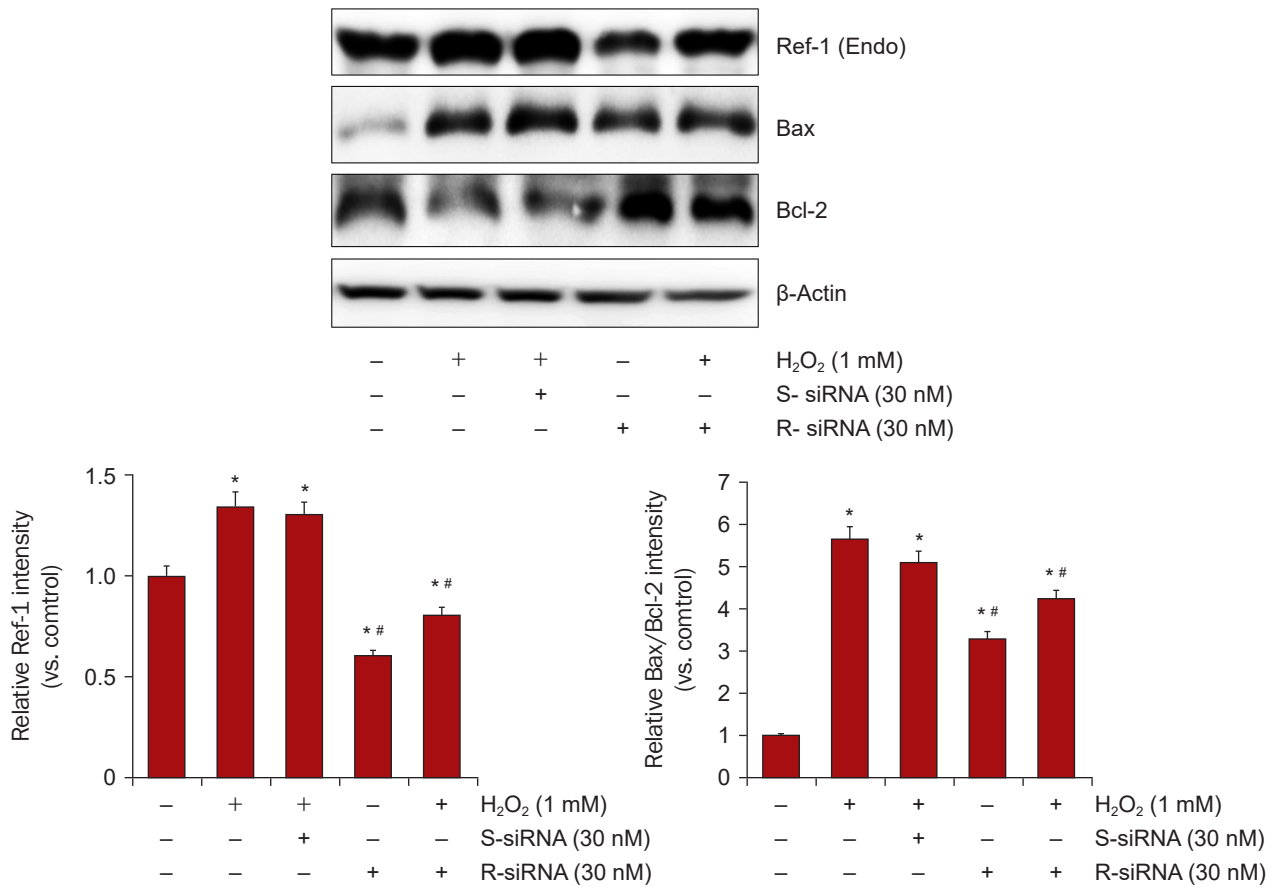 Ref-1 (Endo)
Bax
Bcl-2
β-Actin
– + + – + H₂O₂ (1 mM)
– – + – – S- siRNA (30 nM)
– – – + + R- siRNA (30 nM)
Relative Ref-1 intensity
(vs. comtrol)
1.5
1.0
0.5
0
*
*
* #
* #
– + + – + H₂O₂ (1 mM)
– – + – – S-siRNA (30 nM)
– – – + + R-siRNA (30 nM)
Relative Bax/Bcl-2 intensity
(vs. comtrol)
7
6
5
4
3
2
1
0
*
*
* #
* #
– + + – + H₂O₂ (1 mM)
– – + – – S-siRNA (30 nM)
– – – + + R-siRNA (30 nM)